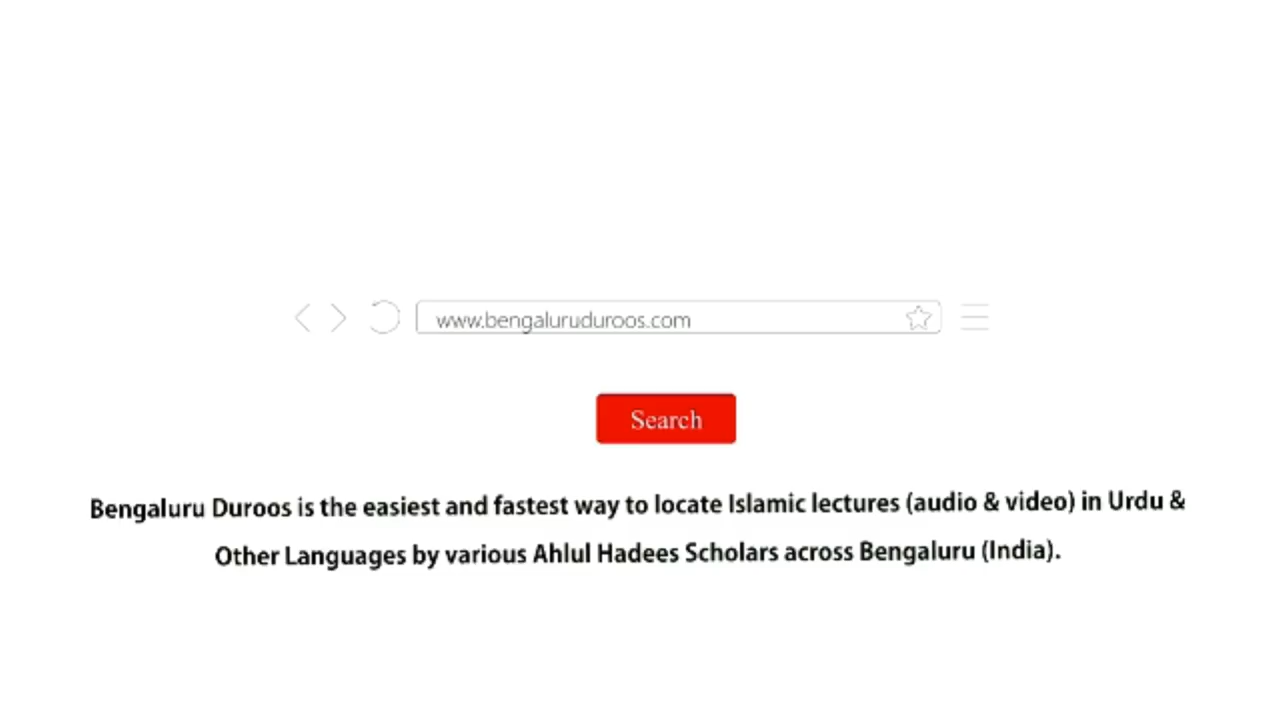 www.bengaluruduroos.com
Search
Bengaluru Duroos is the easiest and fastest way to locate Islamic lectures (audio & video) in Urdu &
Other Languages by various Ahlul Hadees Scholars across Bengaluru (India).